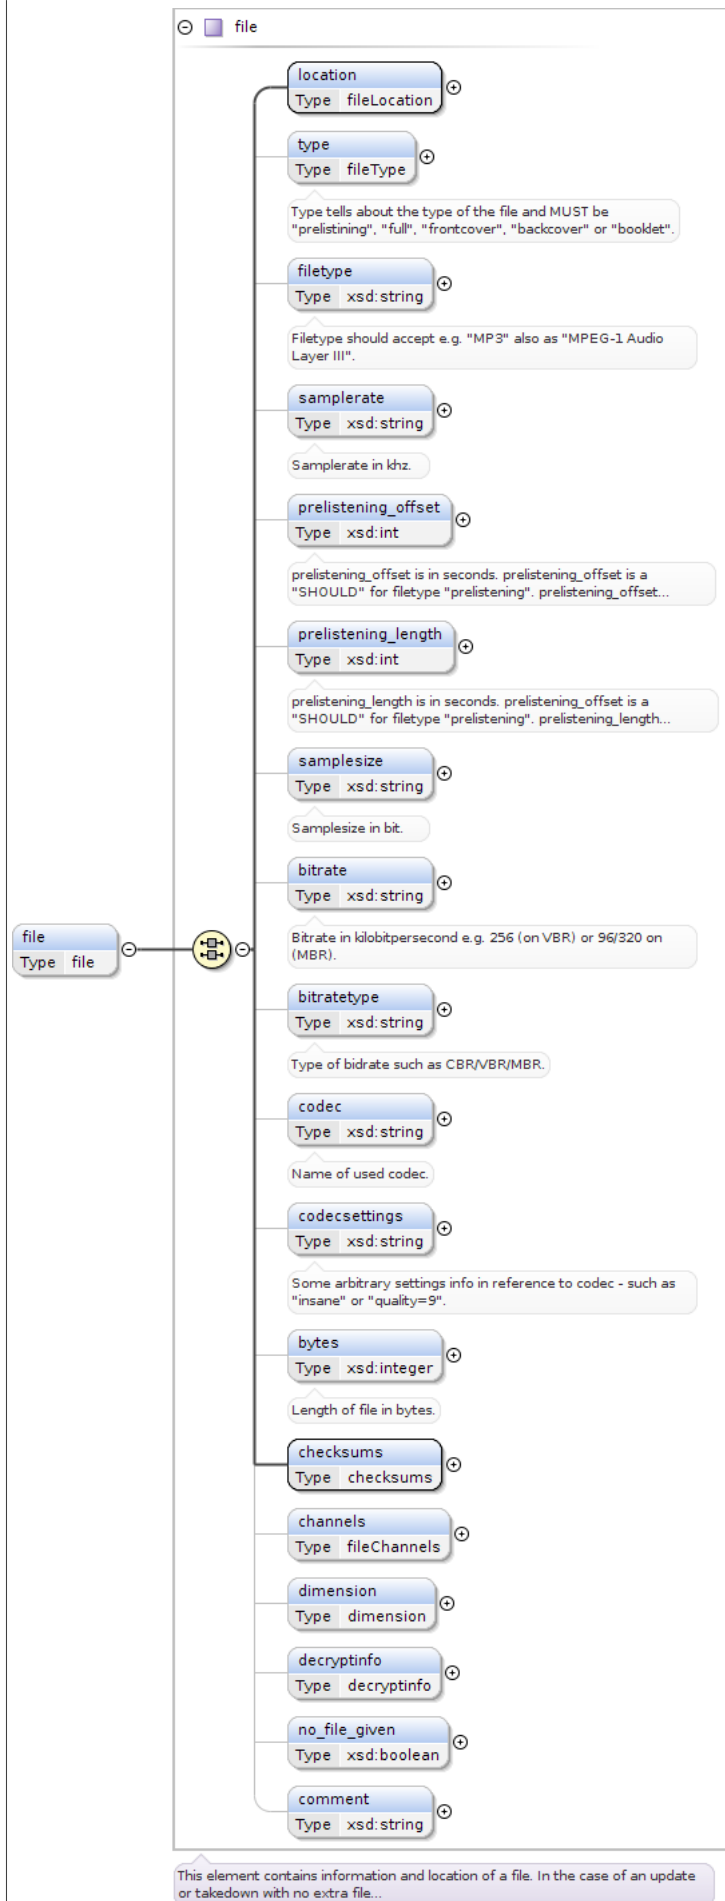 file
location
Type fileLocation
type
Type fileType
Type tells about the type of the file and MUST be
"prelistining", "full", "frontcover", "backcover" or "booklet".
filetype
Type xsd:string
Filetype should accept e.g. "MP3" also as "MPEG-1 Audio
Layer III".
samplerate
Type xsd:string
Samplerate in khz.
prelistening_offset
Type xsd:int
prelistening_offset is in seconds. prelistening_offset is a
"SHOULD" for filetype "prelistening". prelistening_offset...
prelistening_length
Type xsd:int
prelistening_length is in seconds. prelistening_offset is a
"SHOULD" for filetype "prelistening". prelistening_length...
samplesize
Type xsd:string
Samplesize in bit.
bitrate
Type xsd:string
Bitrate in kilobitpersecond e.g. 256 (on VBR) or 96/320 on
(MBR).
file
Type file
bitratetype
Type xsd:string
Type of bidrate such as CBR/VBR/MBR.
codec
Type xsd:string
Name of used codec.
codecsettings
Type xsd:string
Some arbitrary settings info in reference to codec - such as
"insane" or "quality=9".
bytes
Type xsd:integer
Length of file in bytes.
checksums
Type checksums
channels
Type fileChannels
dimension
Type dimension
decryptinfo
Type decryptinfo
no_file_given
Type xsd:boolean
comment
Type xsd:string
This element contains information and location of a file. In the case of an update
or takedown with no extra file...